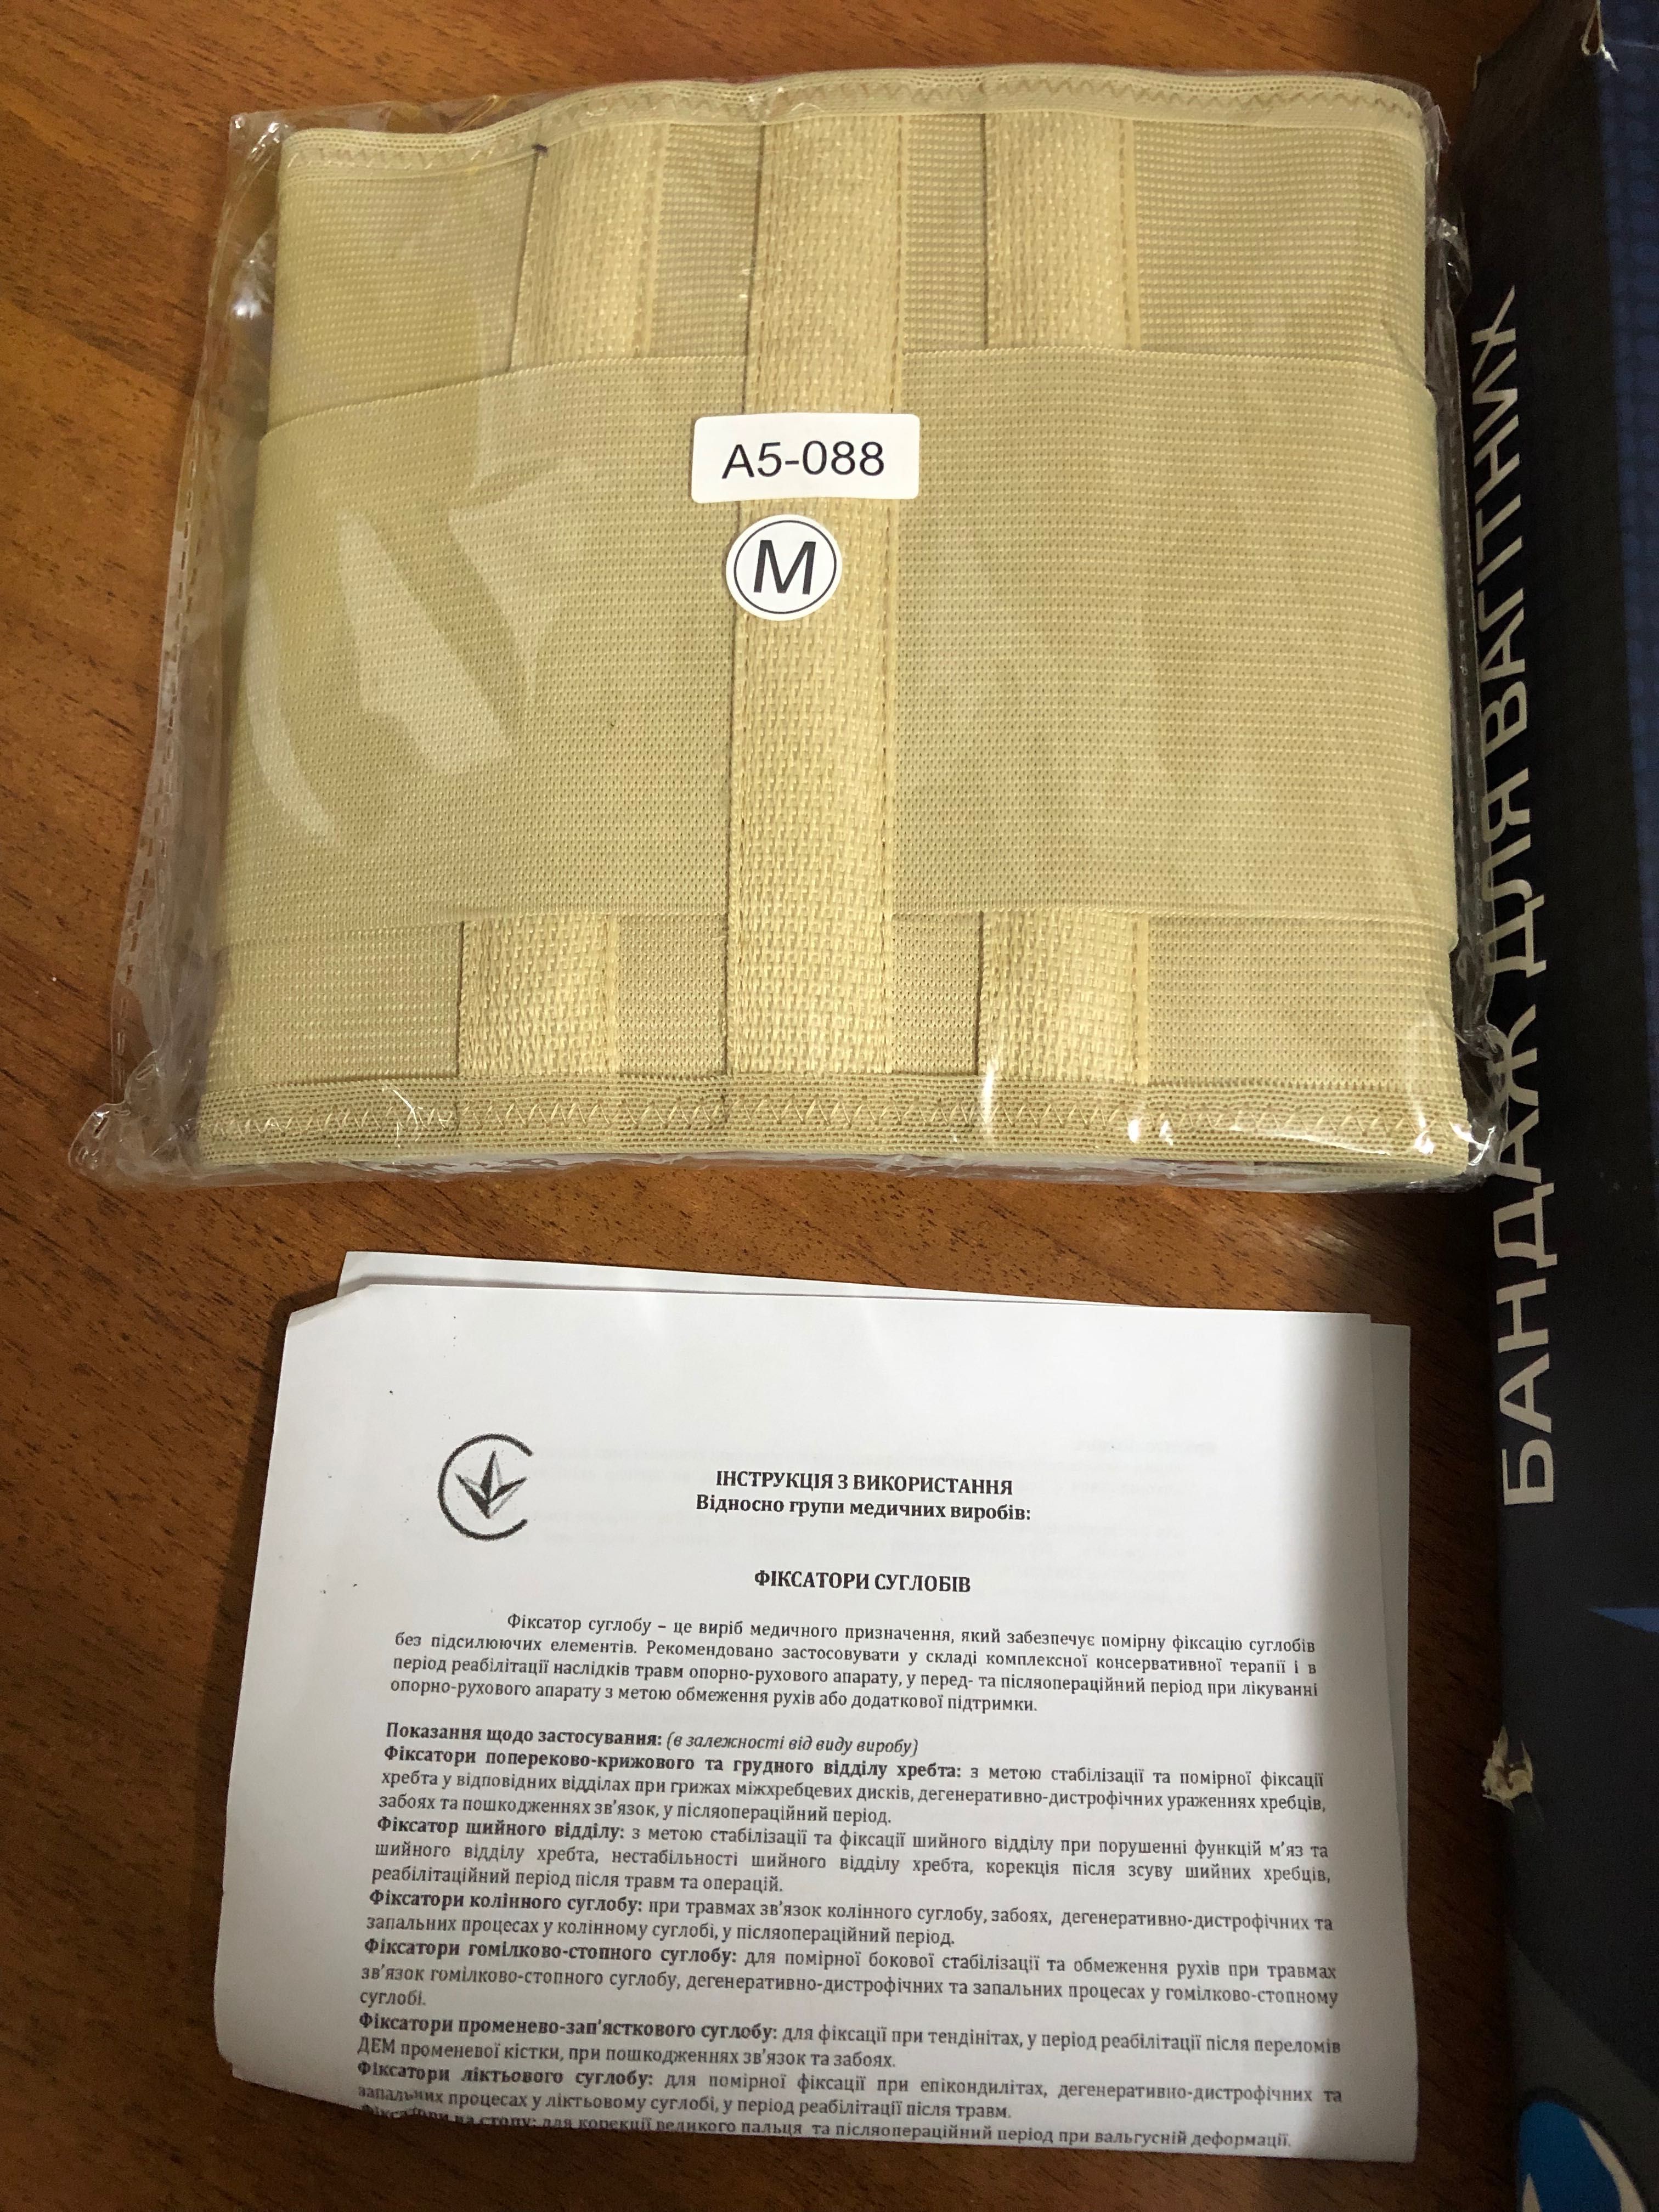 A5-088
M
БАНДАЖ ДЛЯ ВАГІТНИХ
ІНСТРУКЦІЯ З ВИКОРИСТАННЯ
Відносно групи медичних виробів:
ФІКСАТОРИ СУГЛОБІВ
Фіксатор суглобу – це виріб медичного призначення, який забезпечує помірну фіксацію суглобів
без підсилюючих елементів. Рекомендовано застосовувати у складі комплексної консервативної терапії і в
період реабілітації наслідків травм опорно-рухового апарату, у перед- та післяопераційний період при лікуванні
опорно-рухового апарату з метою обмеження рухів або додаткової підтримки.
Показання щодо застосування: (в залежності від виду виробу)
Фіксатори попереково-крижового та грудного відділу хребта: з метою стабілізації та помірної фіксації
хребта у відповідних відділах при грижах міжхребцевих дисків, дегенеративно-дистрофічних ураженнях хребців,
забоях та пошкодженнях зв'язок, у післяопераційний період.
Фіксатор шийного відділу: з метою стабілізації та фіксації шийного відділу при порушенні функцій м'яз та
шийного відділу хребта, нестабільності шийного відділу хребта, корекція після зсуву шийних хребців,
реабілітаційний період після травм та операцій.
Фіксатори колінного суглобу: при травмах зв'язок колінного суглобу, забоях, дегенеративно-дистрофічних та
запальних процесах у колінному суглобі, у післяопераційний період.
Фіксатори гомілково-стопного суглобу: для помірної бокової стабілізації та обмеження рухів при травмах
зв'язок гомілково-стопного суглобу, дегенеративно-дистрофічних та запальних процесах у гомілково-стопному
суглобі.
Фіксатори променево-зап'ясткового суглобу: для фіксації при тендінітах, у період реабілітації після переломів
ДЕМ променевої кістки, при пошкодженнях зв'язок та забоях.
Фіксатори ліктьового суглобу: для помірної фіксації при епікондилітах, дегенеративно-дистрофічних та
запальних процесах у ліктьовому суглобі, у період реабілітації після травм.
Фіксатори на стопу: для корекції великого пальця та післяопераційний період при вальгусній деформації.